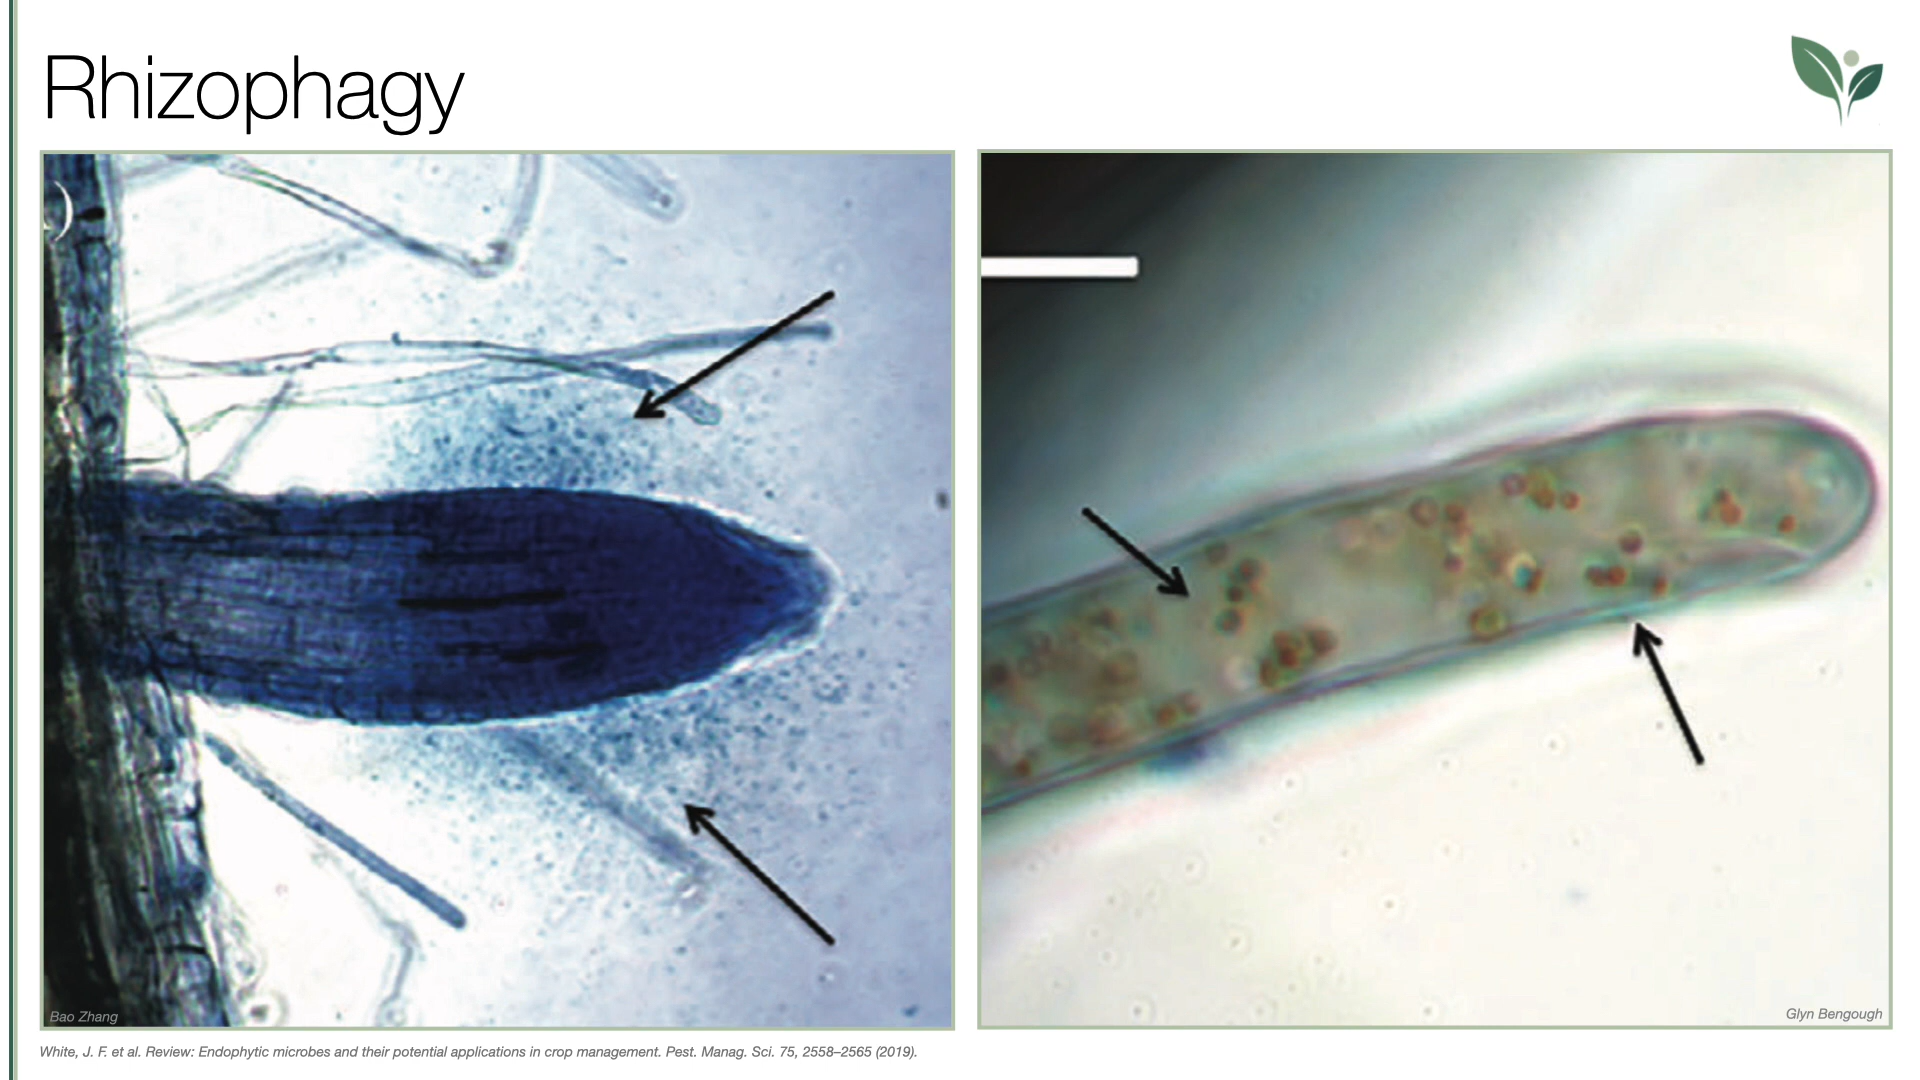 Rhizophagy
)
Bao Zhang
Glyn Bengough
White, J. F. et al. Review: Endophytic microbes and their potential applications in crop management. Pest. Manag. Sci. 75, 2558–2565 (2019).